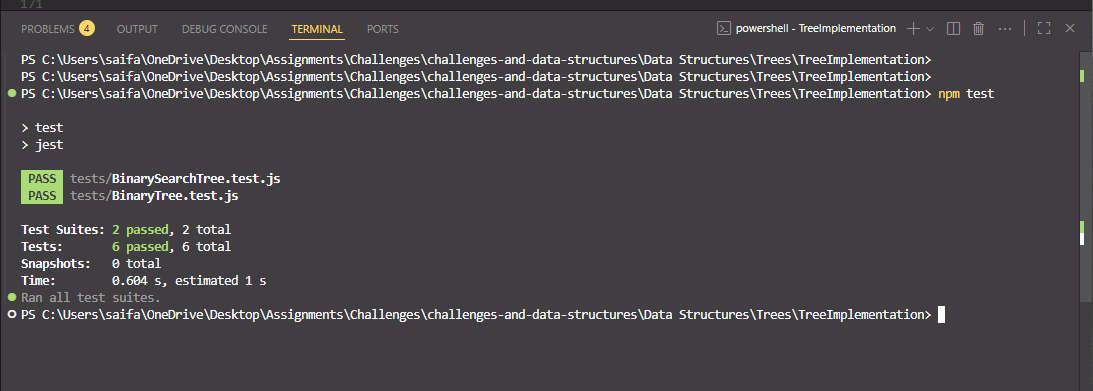 171
PROBLEMS 4 OUTPUT DEBUG CONSOLE TERMINAL PORTS powershell - TreeImplementation
PS C:\Users\saifa\OneDrive\Desktop\Assignments\Challenges\challenges-and-data-structures\Data Structures\Trees\TreeImplementation>
PS C:\Users\saifa\OneDrive\Desktop\Assignments\Challenges\challenges-and-data-structures\Data Structures\Trees\TreeImplementation>
PS C:\Users\saifa\OneDrive\Desktop\Assignments\Challenges\challenges-and-data-structures\Data Structures\Trees\TreeImplementation> npm test
> test
> jest
PASS tests/BinarySearchTree.test.js
PASS tests/BinaryTree.test.js
Test Suites: 2 passed, 2 total
Tests: 6 passed, 6 total
Snapshots: 0 total
Time: 0.604 s, estimated 1 s
Ran all test suites.
PS C:\Users\saifa\OneDrive\Desktop\Assignments\Challenges\challenges-and-data-structures\Data Structures\Trees\TreeImplementation>